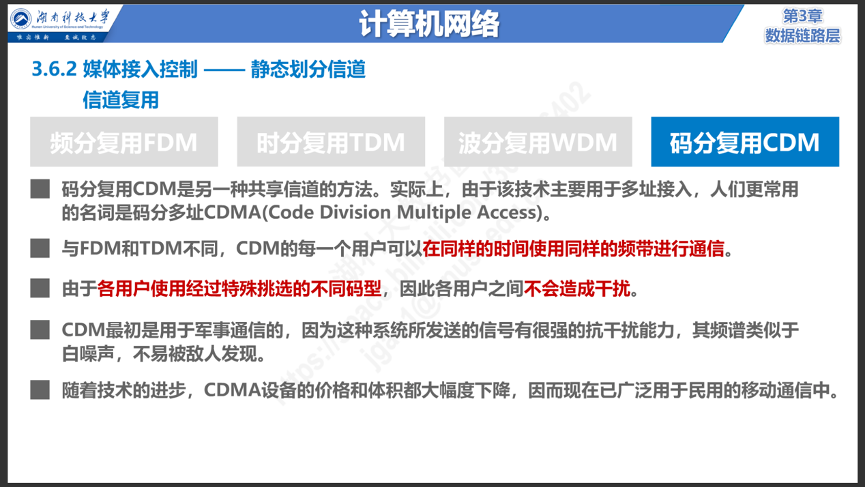 湖南科技大学
Hunan University of Science and Technology
唯实惟新 至诚致志
计算机网络
第3章
数据链路层
3.6.2 媒体接入控制 —— 静态划分信道
信道复用
频分复用FDM 时分复用TDM 波分复用WDM 码分复用CDM
码分复用CDM是另一种共享信道的方法。实际上，由于该技术主要用于多址接入，人们更常用
的名词是码分多址CDMA(Code Division Multiple Access)。
与FDM和TDM不同，CDM的每一个用户可以在同样的时间使用同样的频带进行通信。
由于各用户使用经过特殊挑选的不同码型，因此各用户之间不会造成干扰。
CDM最初是用于军事通信的，因为这种系统所发送的信号有很强的抗干扰能力，其频谱类似于
白噪声，不易被敌人发现。
随着技术的进步，CDMA设备的价格和体积都大幅度下降，因而现在已广泛用于民用的移动通信中。